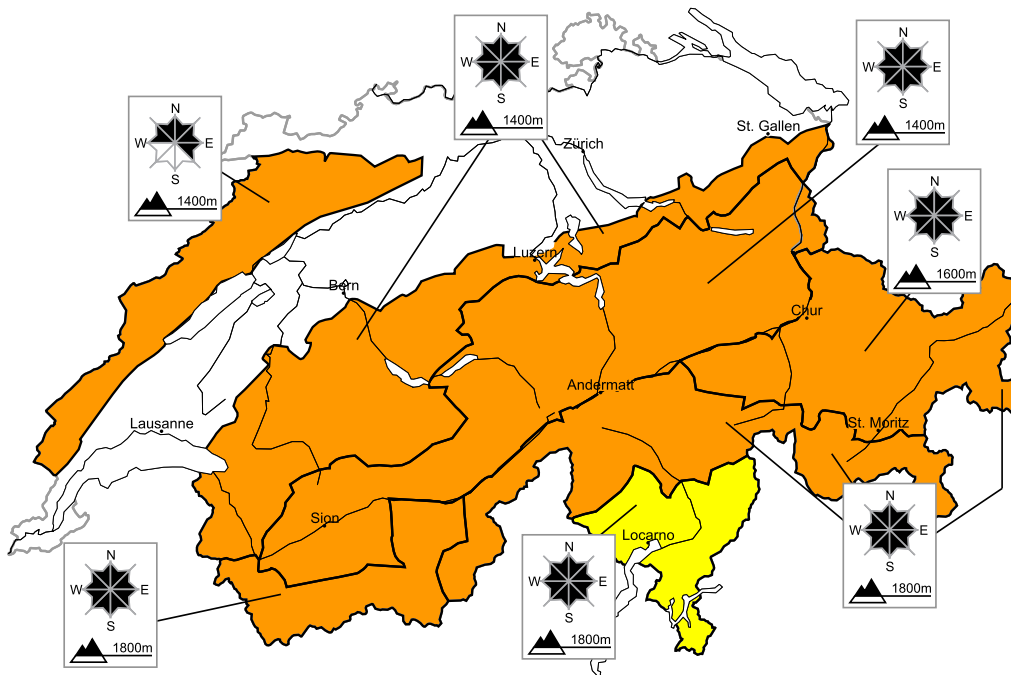 N
W E
S
1400m
N
W E
S
1400m
N
W E
S
1400m
N
W E
S
1600m
St. Gallen
Zürich
Luzern
Bern
Chur
Andermatt
Lausanne
St. Moritz
Sion
Locarno
N
W E
S
1800m
N
W E
S
1800m
N
W E
S
1800m